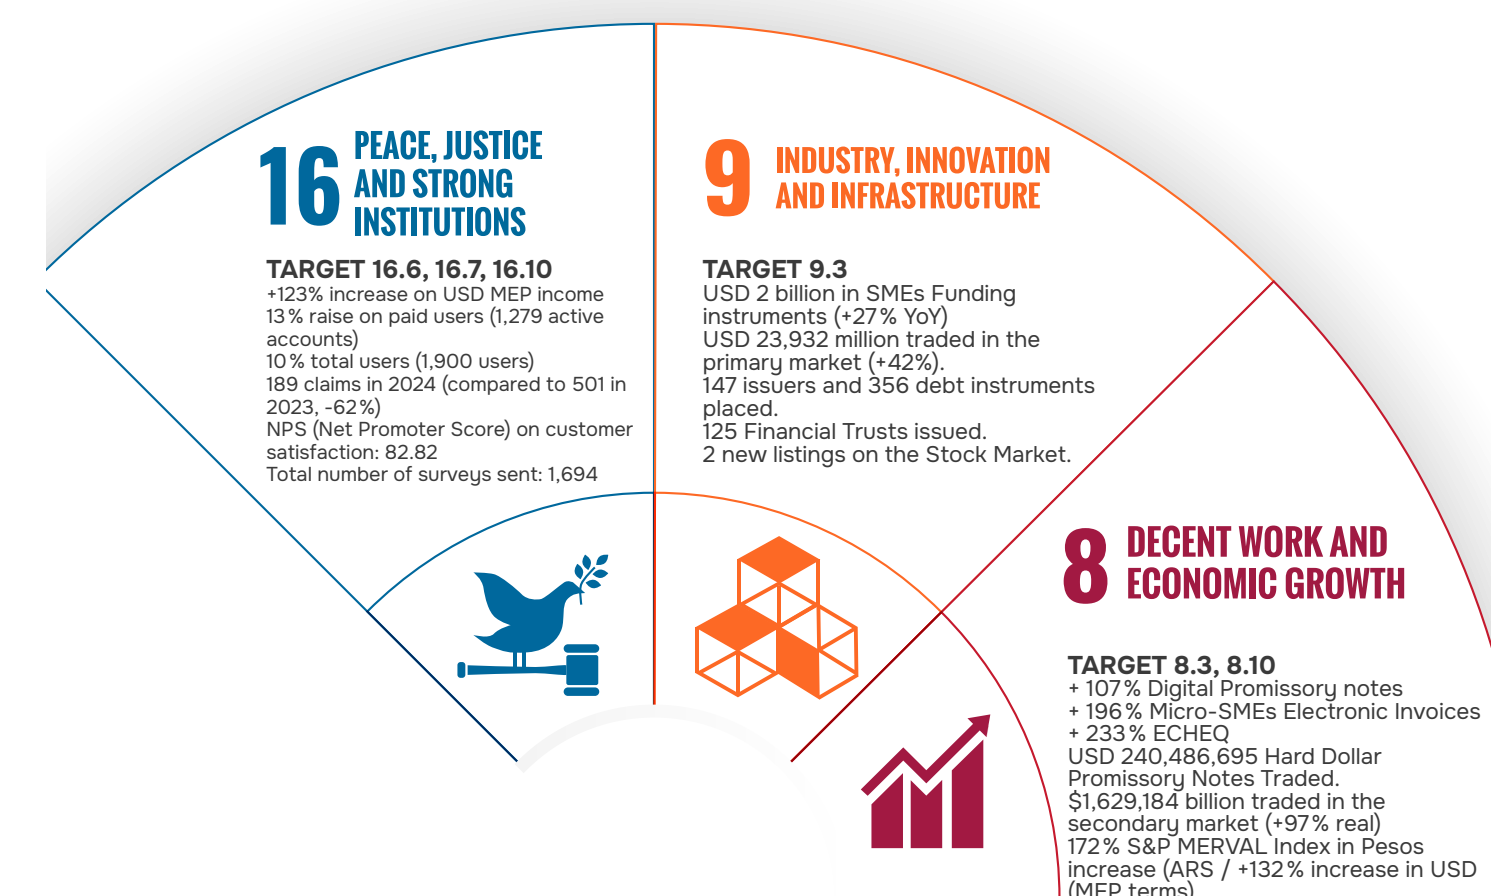 16
PEACE, JUSTICE
AND STRONG
INSTITUTIONS
TARGET 16.6, 16.7, 16.10
+123% increase on USD MEP income
13% raise on paid users (1,279 active
accounts)
10% total users (1,900 users)
189 claims in 2024 (compared to 501 in
2023, -62%)
NPS (Net Promoter Score) on customer
satisfaction: 82.82
Total number of surveys sent: 1,694
9
INDUSTRY, INNOVATION
AND INFRASTRUCTURE
TARGET 9.3
USD 2 billion in SMEs Funding
instruments (+27% YoY)
USD 23,932 million traded in the
primary market (+42%).
147 issuers and 356 debt instruments
placed.
125 Financial Trusts issued.
2 new listings on the Stock Market.
8
DECENT WORK AND
ECONOMIC GROWTH
TARGET 8.3, 8.10
+ 107% Digital Promissory notes
+ 196% Micro-SMEs Electronic Invoices
+ 233% ECHEQ
USD 240,486,695 Hard Dollar
Promissory Notes Traded.
$1,629,184 billion traded in the
secondary market (+97% real)
172% S&P MERVAL Index in Pesos
increase (ARS / +132% increase in USD
(MEP terms)